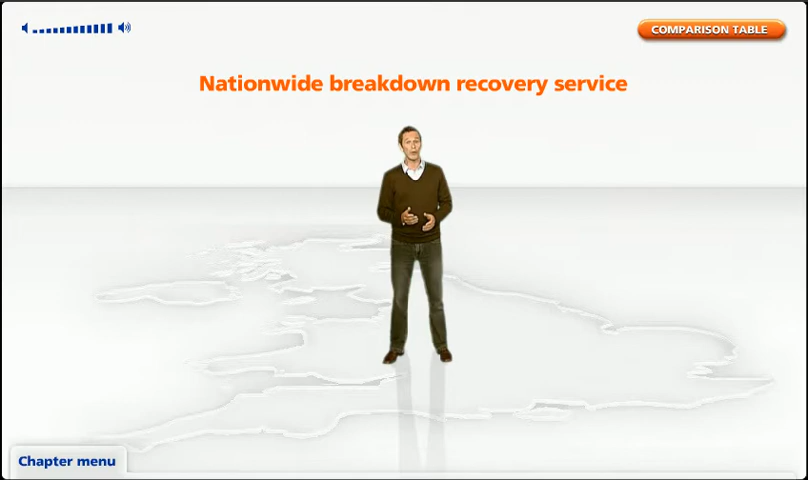 COMPARISON TABLE
Nationwide breakdown recovery service
Chapter menu